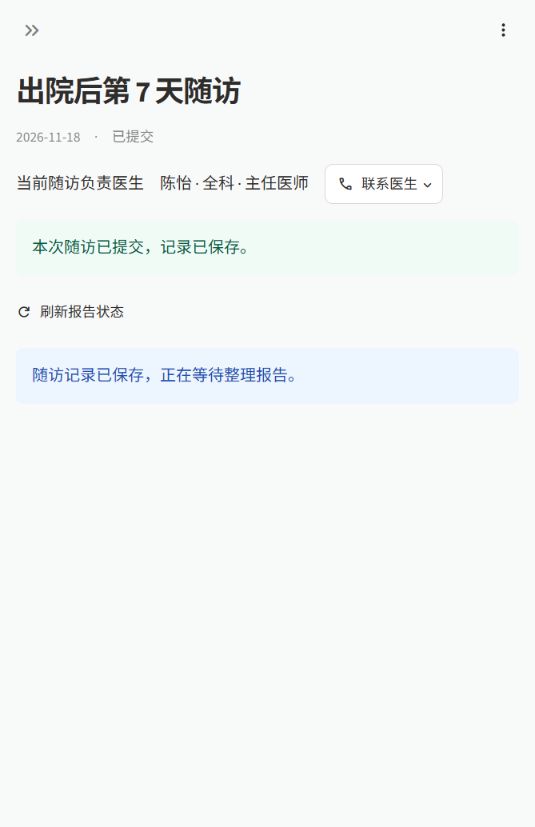 出院后第 7 天随访
2026-11-18 · 已提交
当前随访负责医生 陈怡 · 全科 · 主任医师 联系医生
本次随访已提交，记录已保存。
刷新报告状态
随访记录已保存，正在等待整理报告。